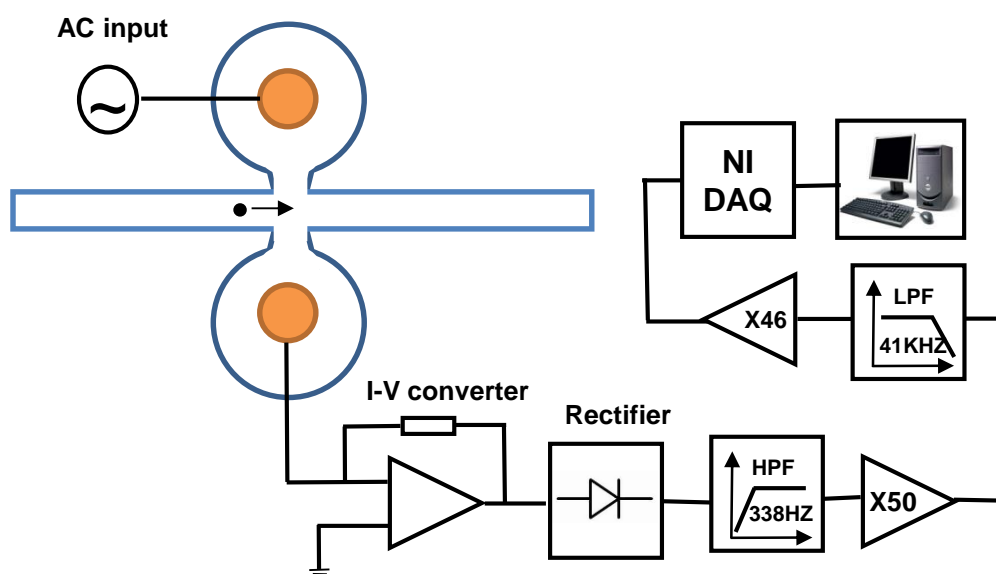 AC input
~
NI
DAQ
X46
LPF
41KHZ
I-V converter
Rectifier
HPF
338HZ
X50